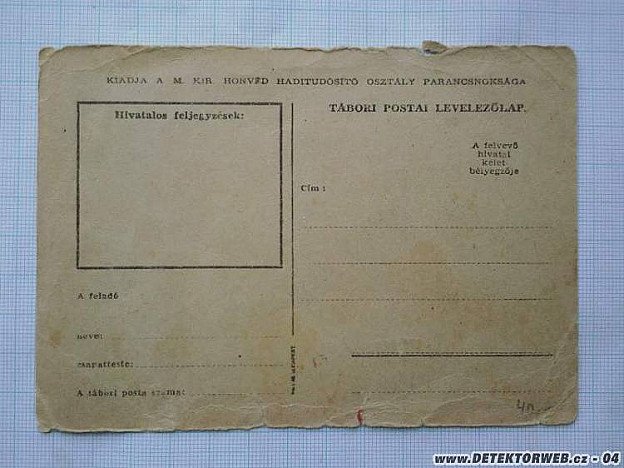 KIADJA A M. KIR. HONVÉD HADITUDÓSÍTÓ OSZTÁLY PARANCSNOKSÁGA
Hivatalos feljegyzések:
TÁBORI POSTAI LEVELEZŐLAP.
A felvevő
hivatal
kelet
bélyegzője
Cím :
A feladó
neve:
csapatteste:
A tábori posta száma:
4n.
www.DETEKTORWEB.cz - 04